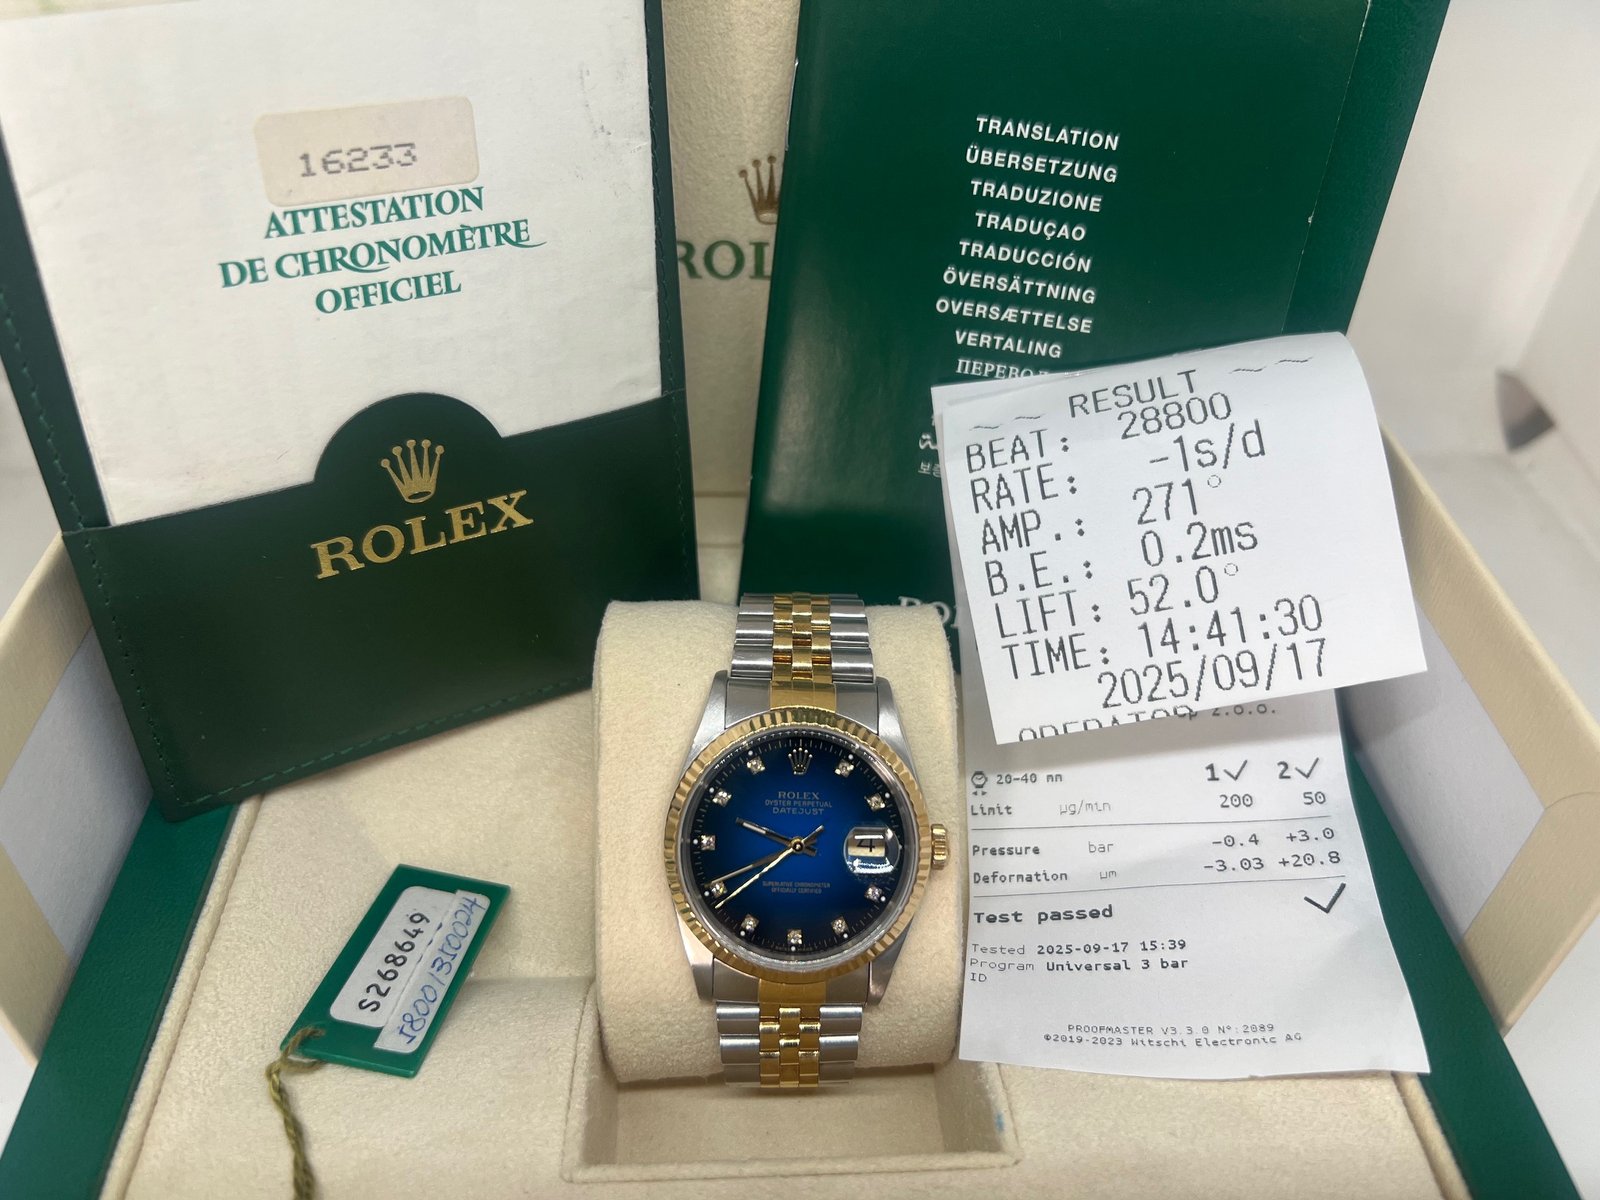 16233
ATTESTATION
DE CHRONOMÈTRE
OFFICIEL
ROLEX
TRANSLATION
ÜBERSETZUNG
TRADUZIONE
TRADUÇAO
TRADUCCIÓN
ÖVERSÄTTNING
OVERSÆTTELSE
VERTALING
RESULT
BEAT: 28800
RATE: -1s/d
AMP.: 271°
B.E.: 0.2ms
LIFT: 52.0°
TIME: 14:41:30
2025/09/17
20-40 mm 1✓ 2✓
Limit µg/min 200 50
Pressure bar -0.4 +3.0
Deformation µm -3.03 +20.8
Test passed
Tested 2025-09-17 15:39
Program Universal 3 bar
ID
PROOFMASTER V3.3.0 N°:2089
©2019-2023 Witschi Electronic AG
ROLEX
OYSTER PERPETUAL
DATEJUST
4
SUPERLATIVE CHRONOMETER
OFFICIALLY CERTIFIED
S268649